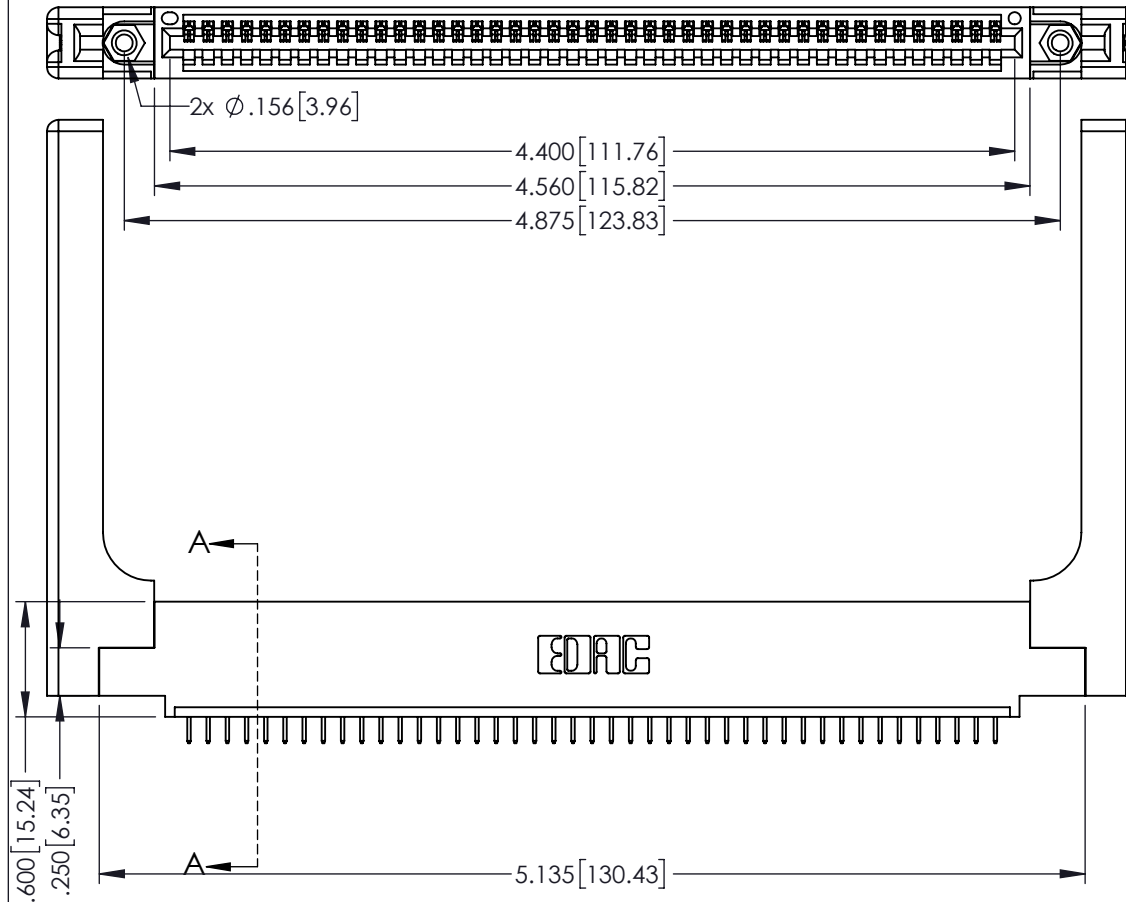 2x ∅ .156[3.96]
4.400[111.76]
4.560[115.82]
4.875[123.83]
A
EDAC
.600[15.24]
.250[6.35]
A
5.135[130.43]